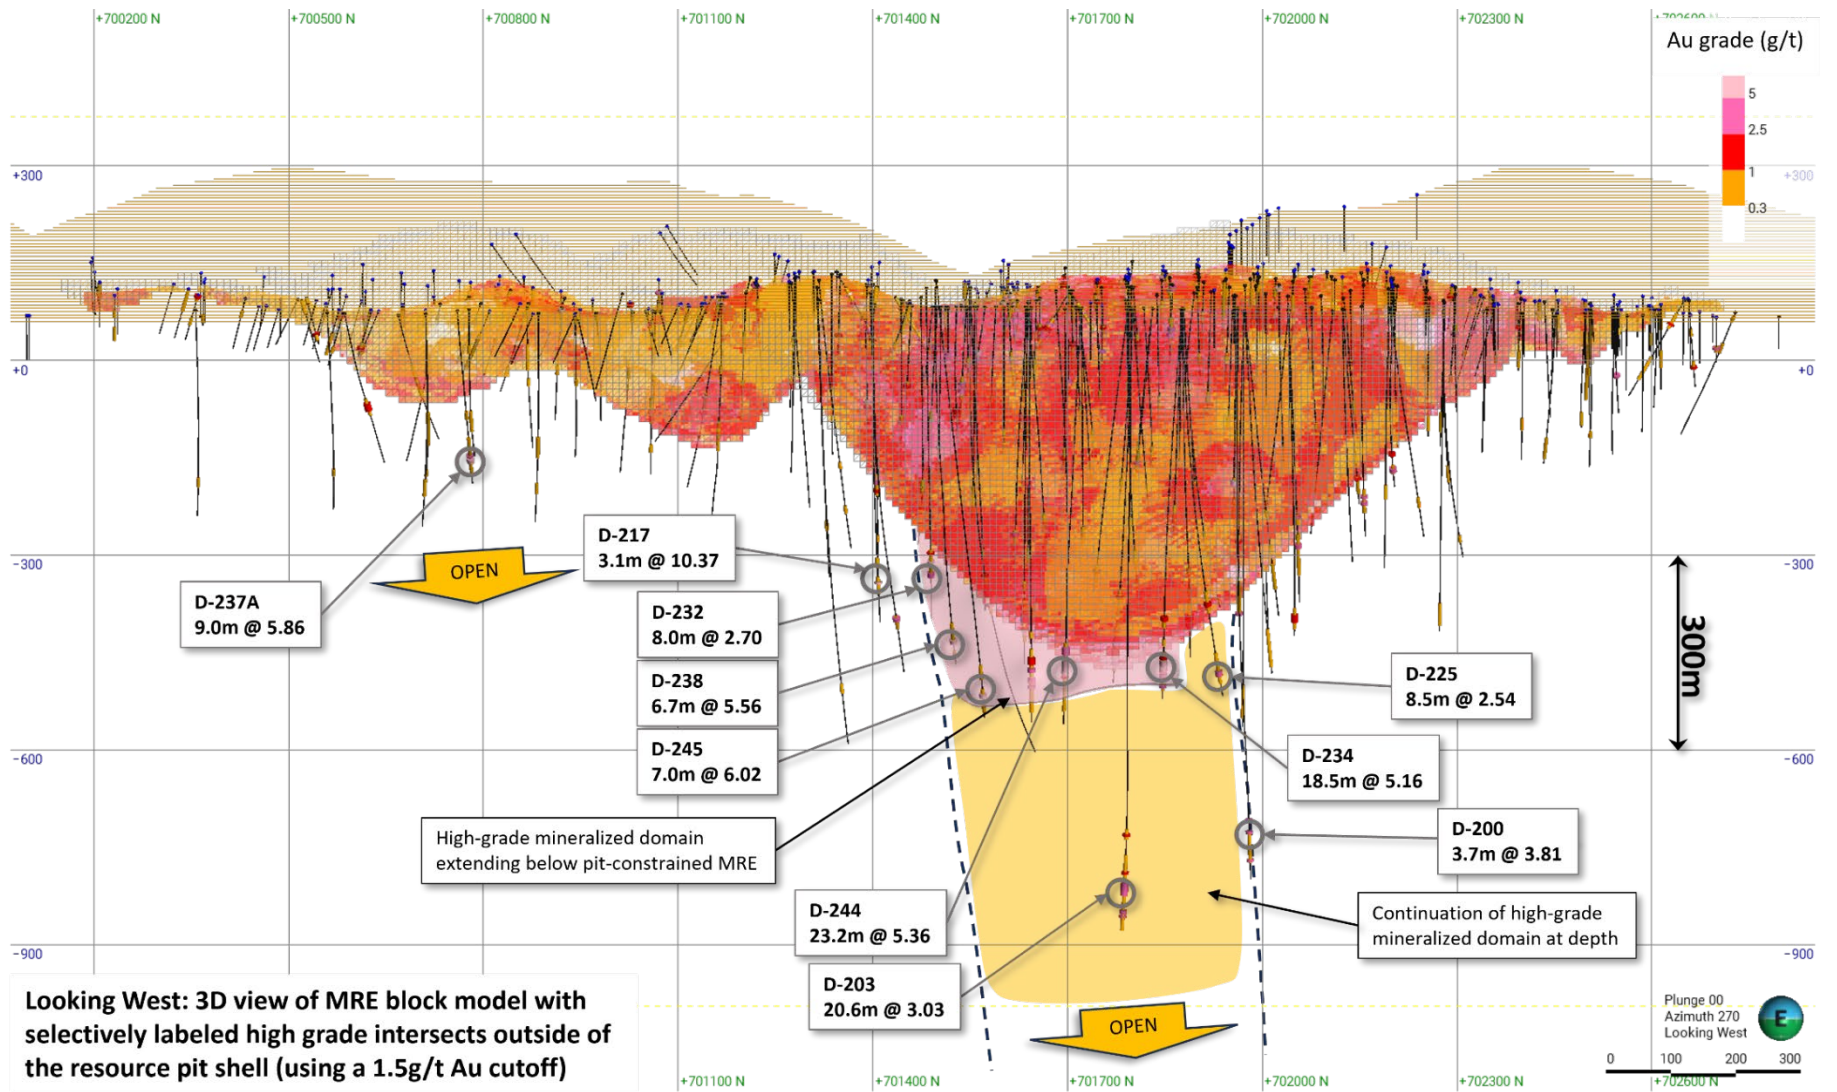 +700200 N
+700500 N
+700800 N
+701100 N
+701400 N
+701700 N
+702000 N
+702300 N
+702600 N
Au grade (g/t)
5
2.5
1
0.3
+300
+300
+0
+0
-300
-300
-600
-600
-900
-900
D-237A
9.0m @ 5.86
OPEN
D-217
3.1m @ 10.37
D-232
8.0m @ 2.70
D-238
6.7m @ 5.56
D-245
7.0m @ 6.02
High-grade mineralized domain
extending below pit-constrained MRE
D-244
23.2m @ 5.36
D-203
20.6m @ 3.03
D-225
8.5m @ 2.54
D-234
18.5m @ 5.16
D-200
3.7m @ 3.81
Continuation of high-grade
mineralized domain at depth
300m
OPEN
Looking West: 3D view of MRE block model with
selectively labeled high grade intersects outside of
the resource pit shell (using a 1.5g/t Au cutoff)
Plunge 00
Azimuth 270
Looking West
E
0 100 200 300
+701100 N
+701400 N
+701700 N
+702000 N
+702300 N
+702600 N